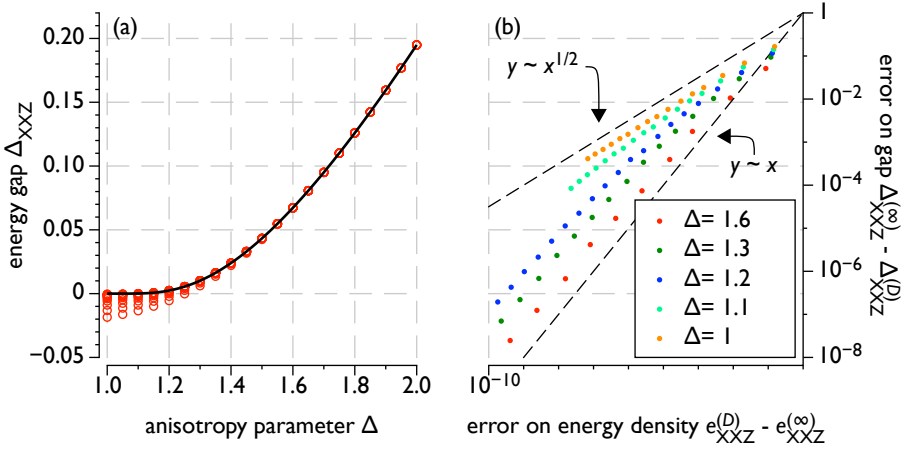 (a)
energy gap Δ_XXZ
0.20
0.15
0.10
0.05
0
−0.05
1.0 1.2 1.4 1.6 1.8 2.0
anisotropy parameter Δ
(b)
y ~ x^{1/2}
y ~ x
Δ= 1.6
Δ= 1.3
Δ= 1.2
Δ= 1.1
Δ= 1
1
10^{-2}
10^{-4}
10^{-6}
10^{-8}
error on gap Δ_XXZ^{(∞)} - Δ_XXZ^{(D)}
10^{-10}
error on energy density e_XXZ^{(D)} - e_XXZ^{(∞)}